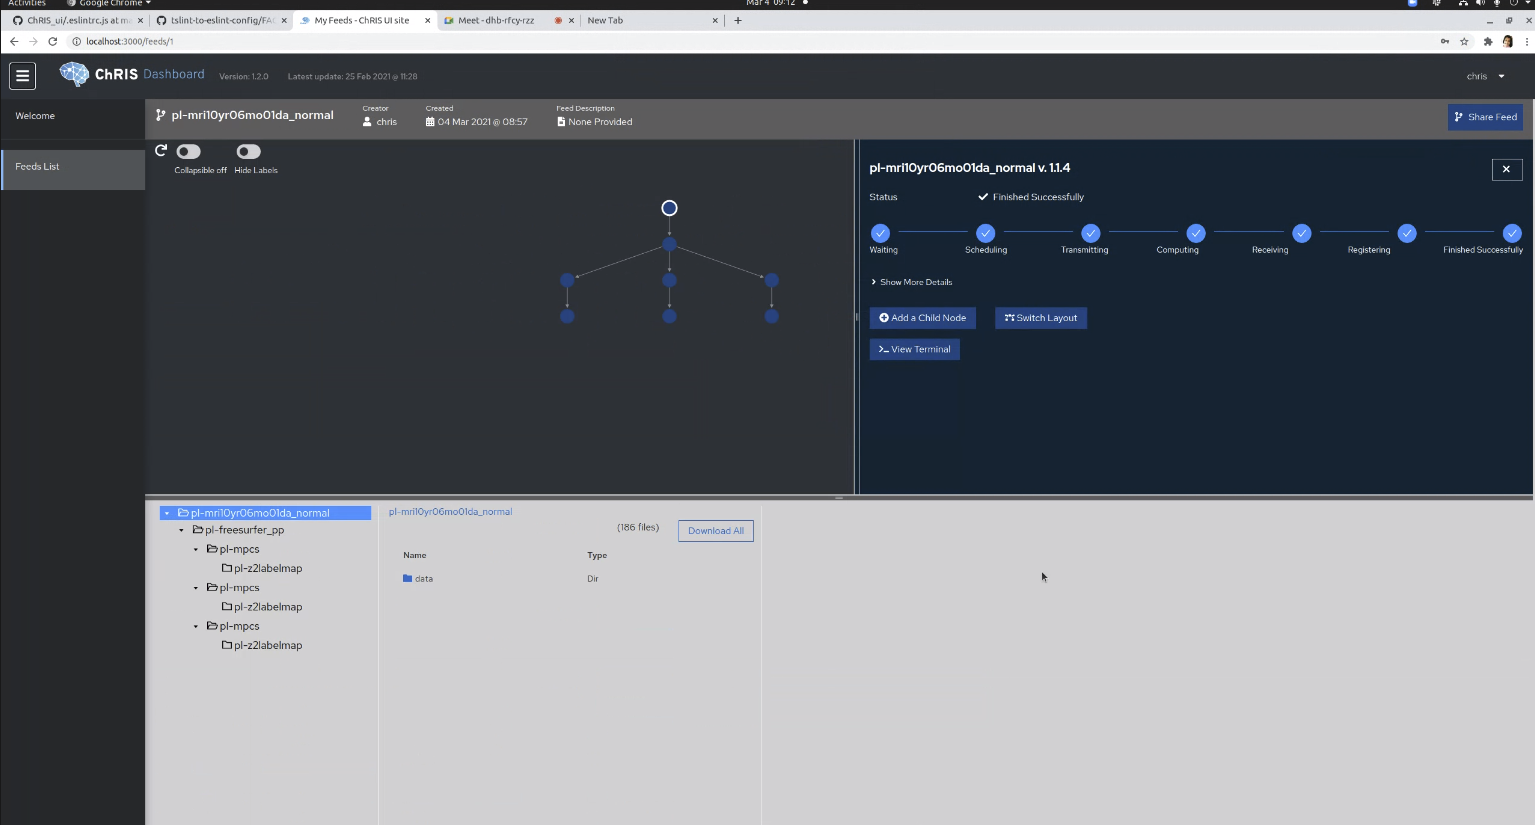 Activities Google Chrome Mar 4 09:12
ChRIS_ui/.eslintrc.js at ma tslint-to-eslint-config/FAC My Feeds - ChRIS UI site Meet - dhb-rfcy-rzz New Tab
localhost:3000/feeds/1
ChRIS Dashboard Version: 1.2.0 Latest update: 25 Feb 2021 @ 11:28 chris
Welcome
Feeds List
pl-mri10yr06mo01da_normal
Creator
chris
Created
04 Mar 2021 @ 08:57
Feed Description
None Provided
Share Feed
Collapsible off Hide Labels
pl-mri10yr06mo01da_normal v. 1.1.4
Status Finished Successfully
Waiting Scheduling Transmitting Computing Receiving Registering Finished Successfully
Show More Details
Add a Child Node Switch Layout
View Terminal
pl-mri10yr06mo01da_normal
pl-freesurfer_pp
pl-mpcs
pl-z2labelmap
pl-mpcs
pl-z2labelmap
pl-mpcs
pl-z2labelmap
pl-mri10yr06mo01da_normal
(186 files) Download All
Name Type
data Dir